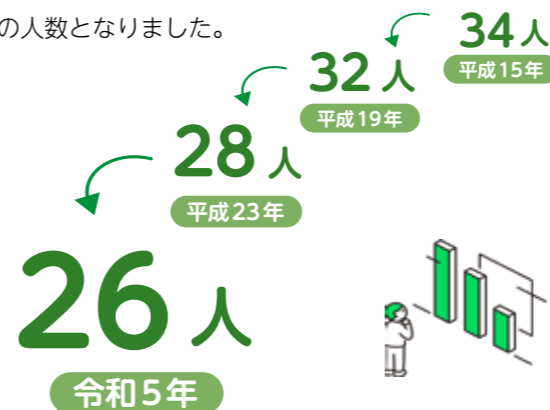 の人数となりました。
34人
平成15年
32人
平成19年
28人
平成23年
26人
令和5年